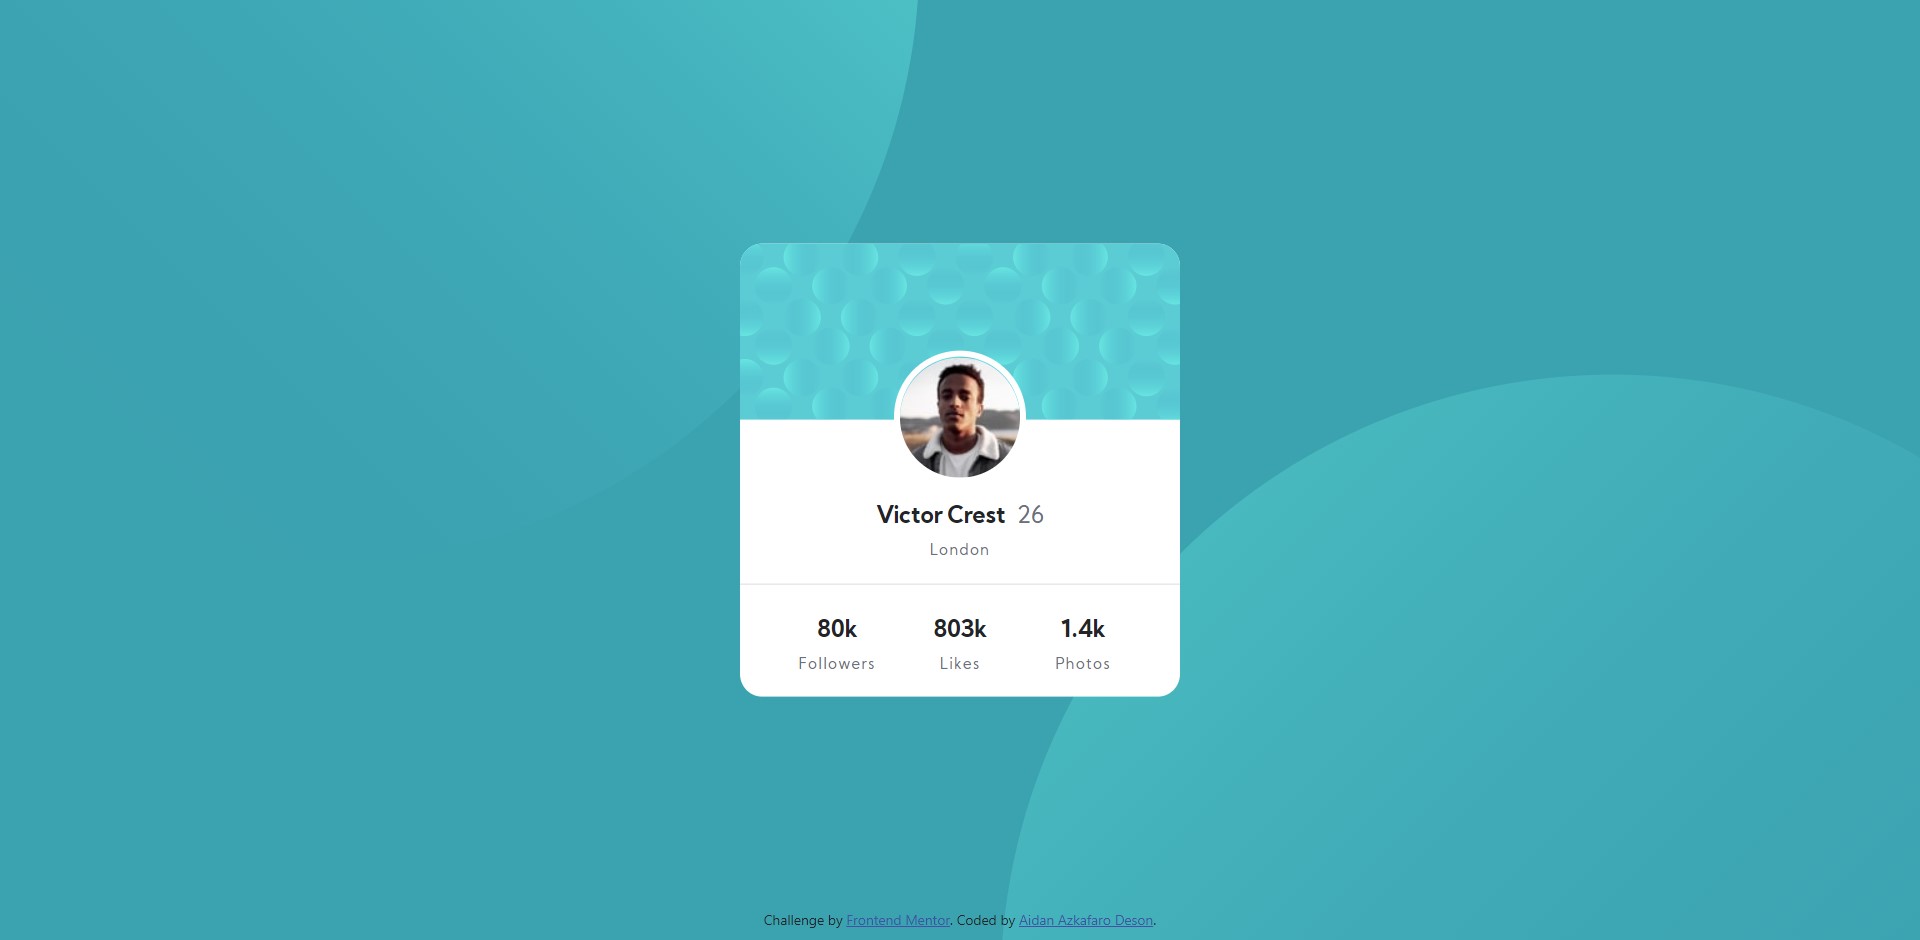 Victor Crest 26
London
80k 803k 1.4k
Followers Likes Photos
Challenge by Frontend Mentor. Coded by Aidan Azkafaro Deson.